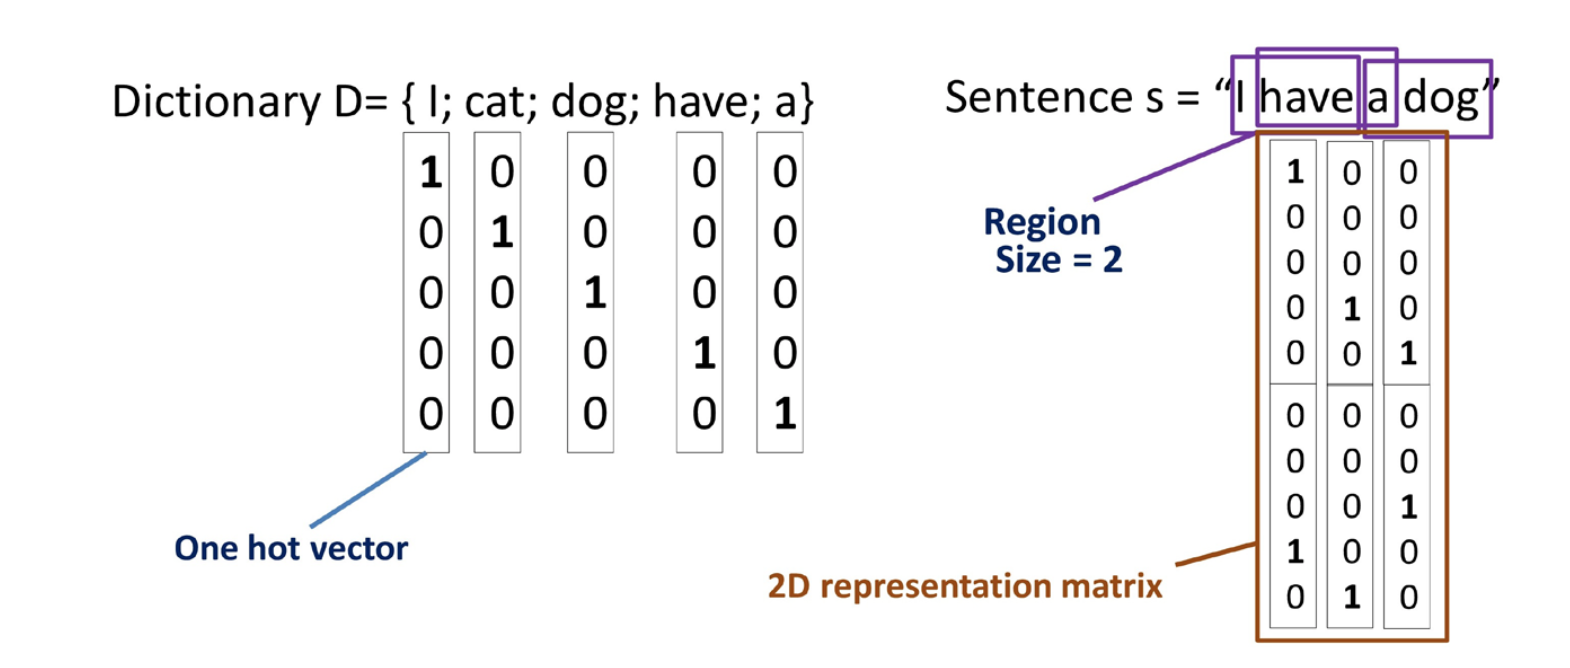 Dictionary D= { I; cat; dog; have; a}
1 0 0 0 0
0 1 0 0 0
0 0 1 0 0
0 0 0 1 0
0 0 0 0 1
One hot vector
Sentence s = “I have a dog”
Region
Size = 2
1 0 0
0 0 0
0 0 0
0 1 0
0 0 1
0 0 0
0 0 0
0 0 1
1 0 0
0 1 0
2D representation matrix